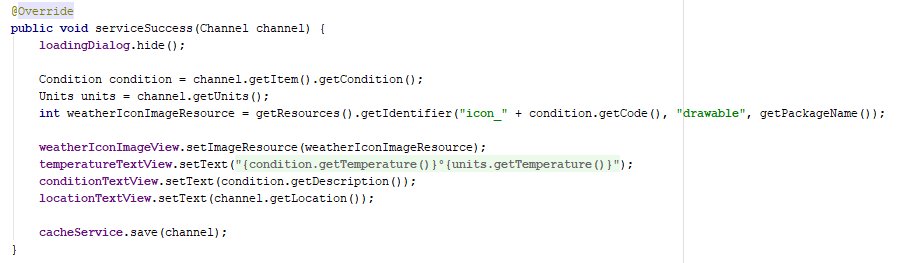 @Override
public void serviceSuccess(Channel channel) {
    loadingDialog.hide();

    Condition condition = channel.getItem().getCondition();
    Units units = channel.getUnits();
    int weatherIconImageResource = getResources().getIdentifier("icon_" + condition.getCode(), "drawable", getPackageName());

    weatherIconImageView.setImageResource(weatherIconImageResource);
    temperatureTextView.setText("{condition.getTemperature()}°{units.getTemperature()}");
    conditionTextView.setText(condition.getDescription());
    locationTextView.setText(channel.getLocation());

    cacheService.save(channel);
}